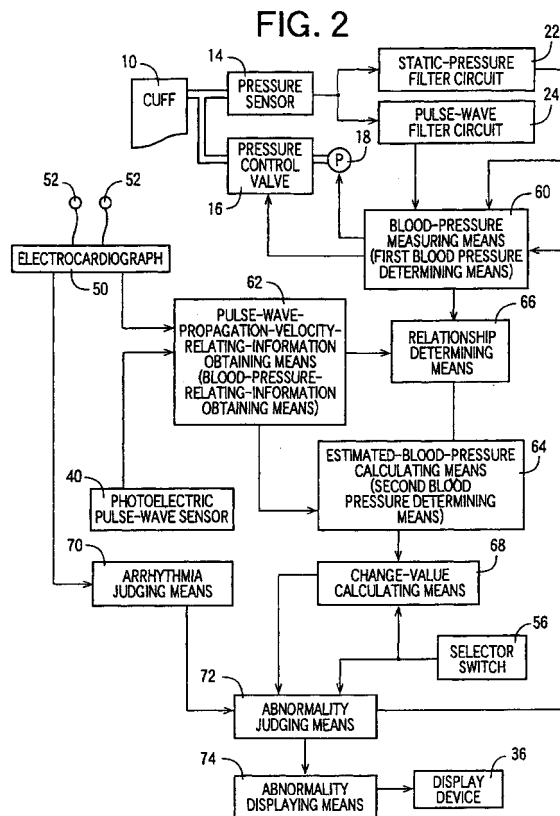 FIG. 2
10
CUFF
14
PRESSURE
SENSOR
22
STATIC-PRESSURE
FILTER CIRCUIT
24
PULSE-WAVE
FILTER CIRCUIT
18
P
PRESSURE
CONTROL
VALVE
16
52
52
60
BLOOD-PRESSURE
MEASURING MEANS
(FIRST BLOOD PRESSURE
DETERMINING MEANS)
ELECTROCARDIOGRAPH
50
62
PULSE-WAVE-
PROPAGATION-VELOCITY-
RELATING-INFORMATION
OBTAINING MEANS
(BLOOD-PRESSURE-
RELATING-INFORMATION
OBTAINING MEANS)
66
RELATIONSHIP
DETERMINING
MEANS
64
ESTIMATED-BLOOD-PRESSURE
CALCULATING MEANS
(SECOND BLOOD
PRESSURE DETERMINING
MEANS)
40
PHOTOELECTRIC
PULSE-WAVE SENSOR
70
ARRHYTHMIA
JUDGING MEANS
68
CHANGE-VALUE
CALCULATING MEANS
56
SELECTOR
SWITCH
72
ABNORMALITY
JUDGING MEANS
74
ABNORMALITY
DISPLAYING MEANS
36
DISPLAY
DEVICE